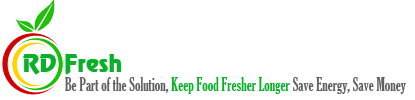 RD Fresh
Be Part of the Solution, Keep Food Fresher Longer Save Energy, Save Money